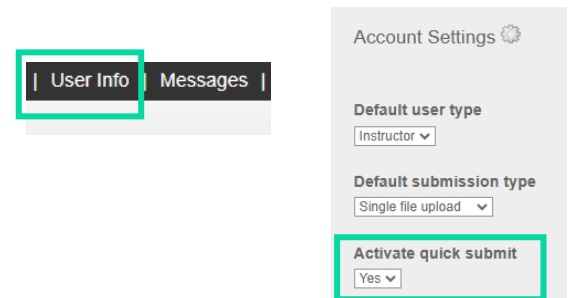 | User Info | Messages |
Account Settings
Default user type
Instructor
Default submission type
Single file upload
Activate quick submit
Yes